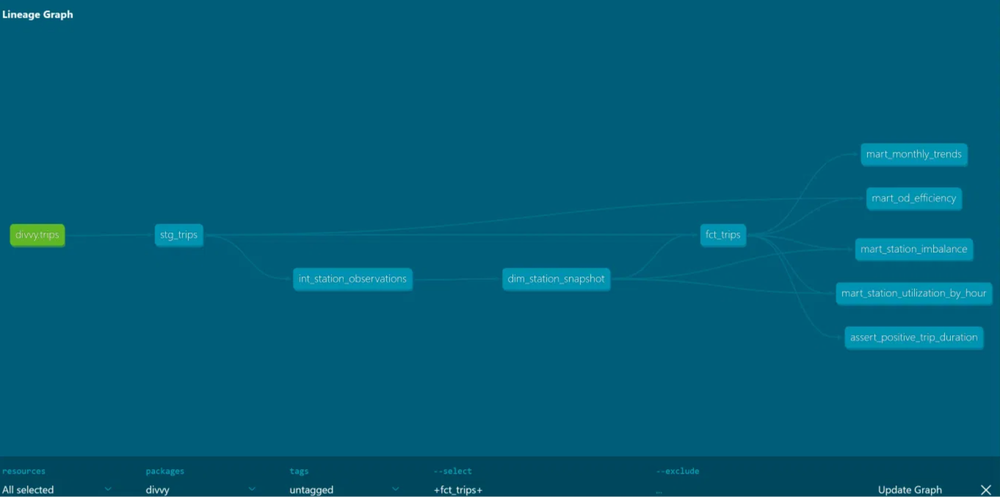 Lineage Graph
mart_monthly_trends
mart_od_efficiency
divvy.trips
stg_trips
fct_trips
mart_station_imbalance
int_station_observations
dim_station_snapshot
mart_station_utilization_by_hour
assert_positive_trip_duration
resources
packages
tags
--select
--exclude
All selected
divvy
untagged
+fct_trips+
...
Update Graph